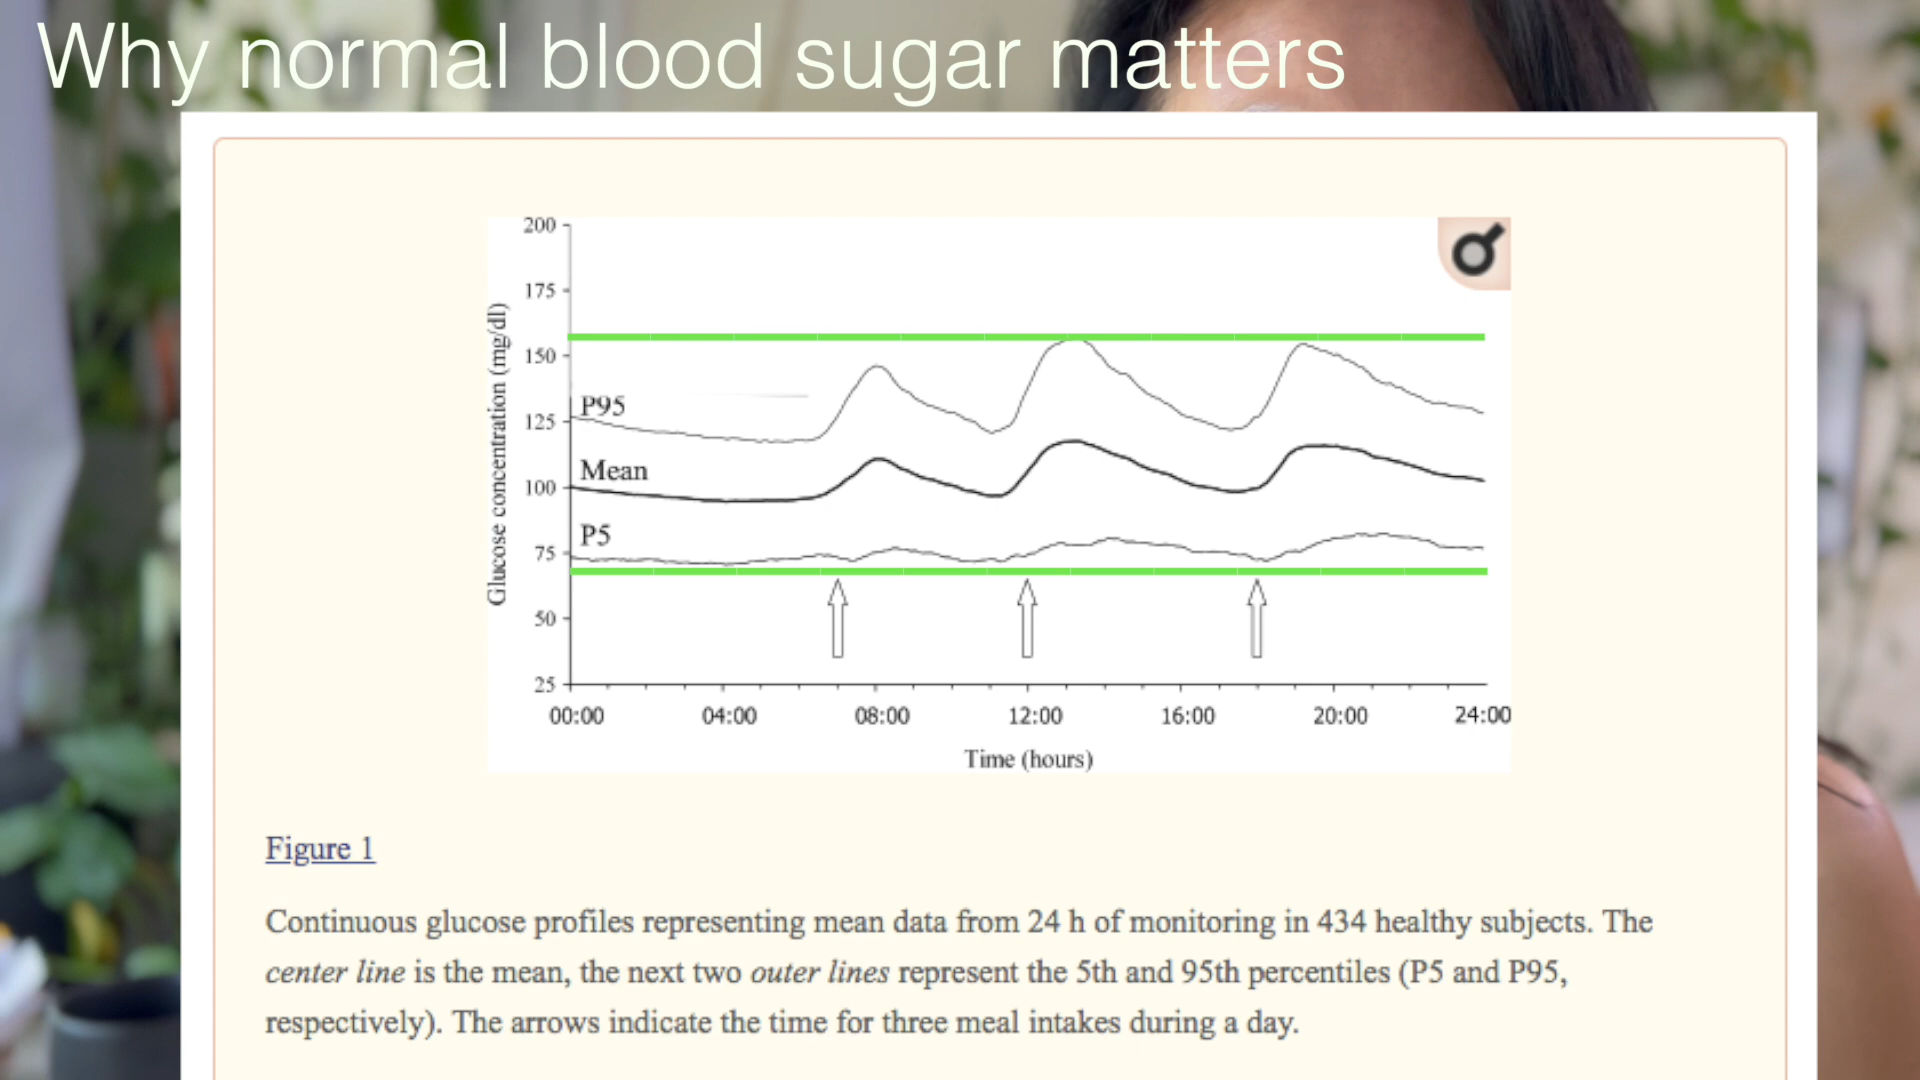 Why normal blood sugar matters
200
175
150
125
100
75
50
25
Glucose concentration (mg/dl)
P95
Mean
P5
00:00 04:00 08:00 12:00 16:00 20:00 24:00
Time (hours)
Figure 1
Continuous glucose profiles representing mean data from 24 h of monitoring in 434 healthy subjects. The
center line is the mean, the next two outer lines represent the 5th and 95th percentiles (P5 and P95,
respectively). The arrows indicate the time for three meal intakes during a day.